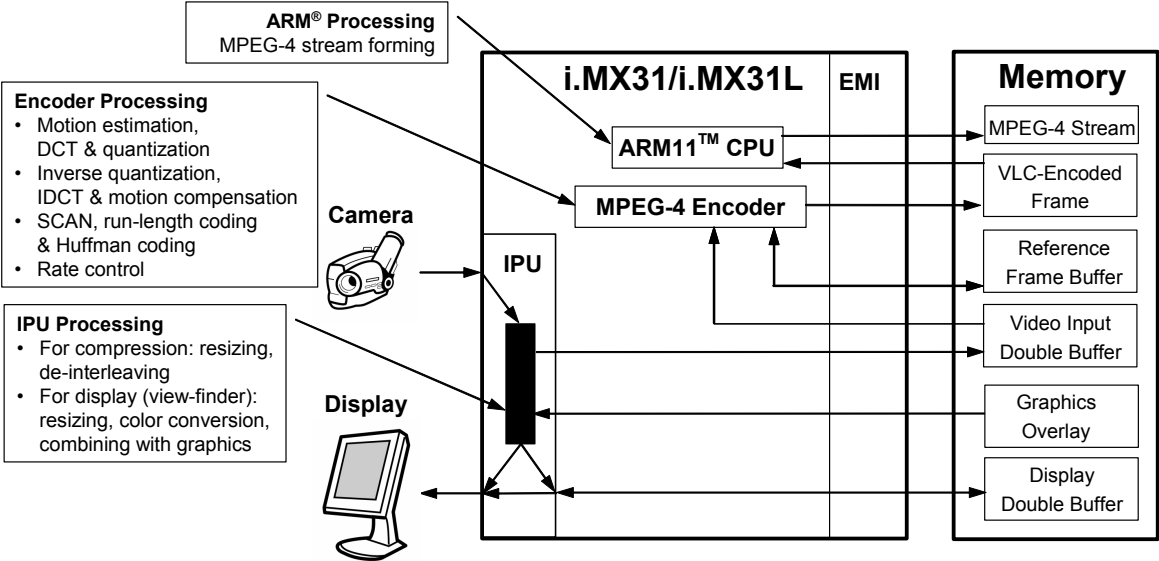 ARM® Processing
MPEG-4 stream forming
Encoder Processing
• Motion estimation,
DCT & quantization
• Inverse quantization,
IDCT & motion compensation
• SCAN, run-length coding
& Huffman coding
• Rate control
IPU Processing
• For compression: resizing,
de-interleaving
• For display (view-finder):
resizing, color conversion,
combining with graphics
Camera
Display
i.MX31/i.MX31L
EMI
ARM11™ CPU
MPEG-4 Encoder
IPU
Memory
MPEG-4 Stream
VLC-Encoded
Frame
Reference
Frame Buffer
Video Input
Double Buffer
Graphics
Overlay
Display
Double Buffer